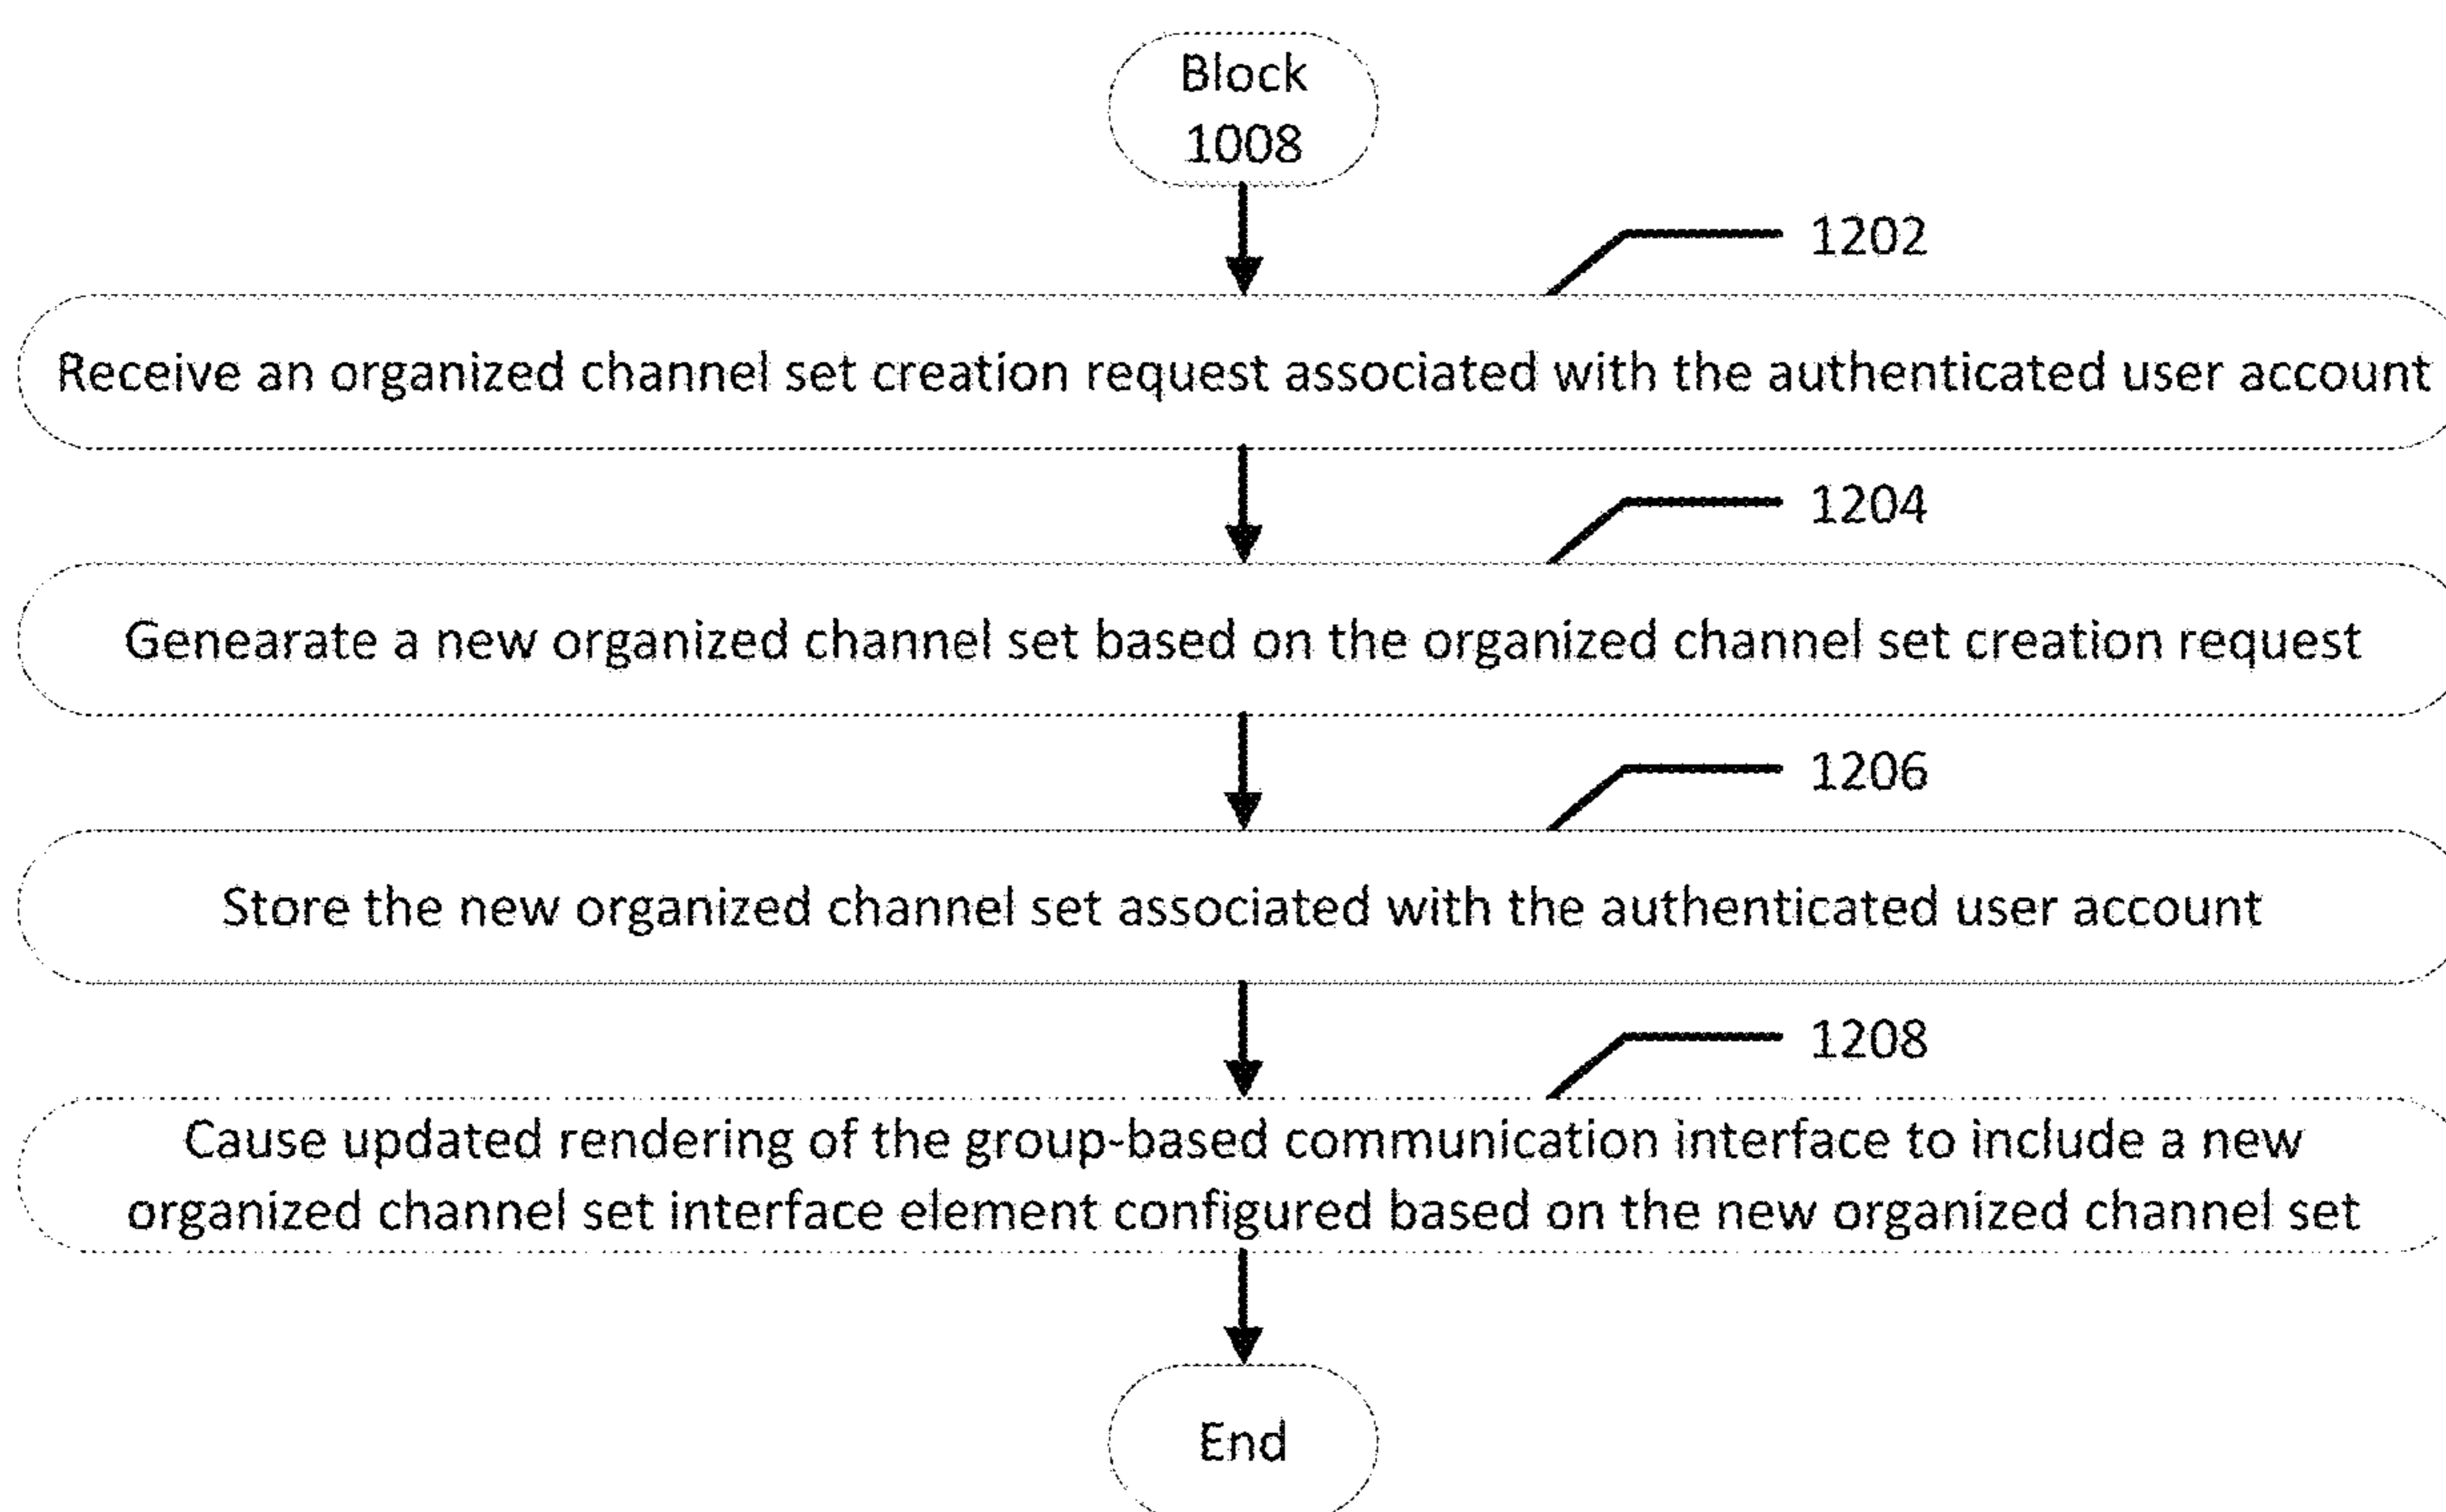 Block
1008
1202
Receive an organized channel set creation request associated with the authenticated user account
1204
Genearate a new organized channel set based on the organized channel set creation request
1206
Store the new organized channel set associated with the authenticated user account
1208
Cause updated rendering of the group-based communication interface to include a new
organized channel set interface element configured based on the new organized channel set
End